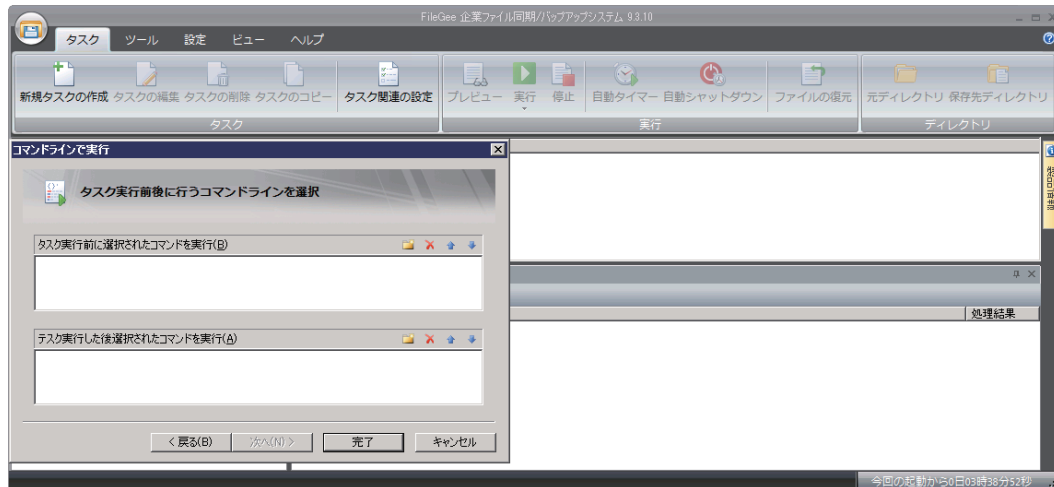 FileGee 企業ファイル同期/バップアップシステム 9.8.10
タスク ツール 設定 ビュー ヘルプ
新規タスクの作成 タスクの編集 タスクの削除 タスクのコピー タスク関連の設定 プレビュー 実行 停止 自動タイマー 自動シャットダウン ファイルの復元 元ディレクトリ 保存先ディレクトリ
タスク 実行 ディレクトリ
コマンドラインで実行
タスク実行前後に行うコマンドラインを選択
タスク実行前に選択されたコマンドを実行(B)
テスク実行した後選択されたコマンドを実行(A)
処理結果
< 戻る(B) 次へ(N) > 完了 キャンセル
今回の起動から0日03時38分52秒